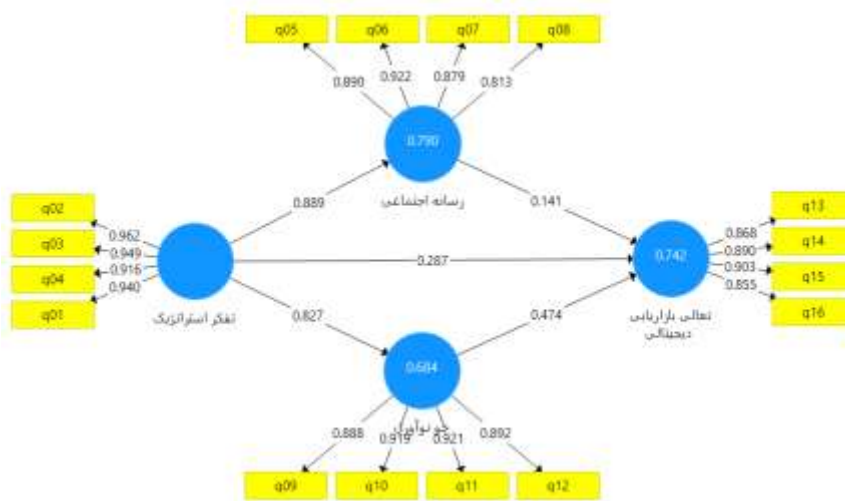 q05 q06 q07 q08
0.890 0.922 0.879 0.813
0.790
رسانه اجتماعی
0.889 0.141
q02
q03
q04
q01
0.962
0.949
0.916
0.940
تفکر استراتژیک
0.287
0.742
تعالی بازاریابی
دیجیتالی
q13
q14
q15
q16
0.868
0.890
0.903
0.855
0.827 0.474
0.684
جو نوآوری
0.888 0.919 0.921 0.892
q09 q10 q11 q12